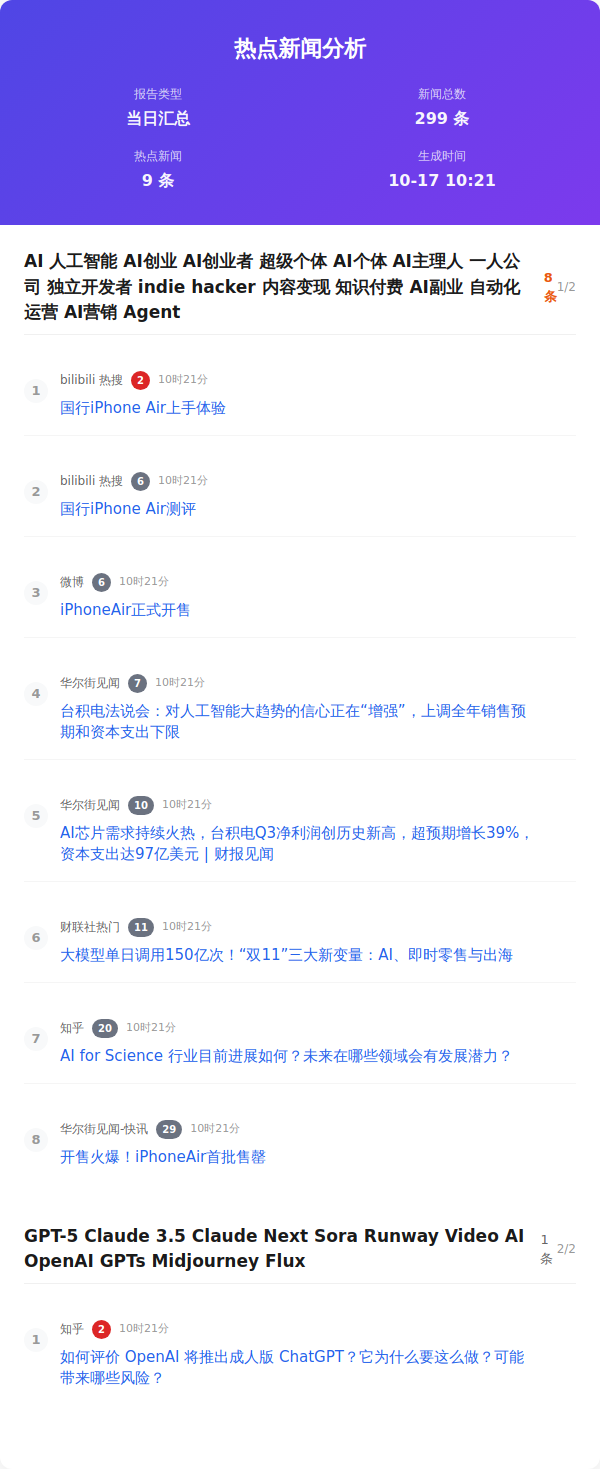 热点新闻分析
报告类型
新闻总数
当日汇总
299 条
热点新闻
生成时间
9 条
10-17 10:21
AI 人工智能 AI创业 AI创业者 超级个体 AI个体 AI主理人 一人公
司 独立开发者 indie hacker 内容变现 知识付费 AI副业 自动化
运营 AI营销 Agent
8
条
1/2
1
bilibili 热搜 2 10时21分
国行iPhone Air上手体验
2
bilibili 热搜 6 10时21分
国行iPhone Air测评
3
微博 6 10时21分
iPhoneAir正式开售
4
华尔街见闻 7 10时21分
台积电法说会：对人工智能大趋势的信心正在“增强”，上调全年销售预
期和资本支出下限
5
华尔街见闻 10 10时21分
AI芯片需求持续火热，台积电Q3净利润创历史新高，超预期增长39%，
资本支出达97亿美元 | 财报见闻
6
财联社热门 11 10时21分
大模型单日调用150亿次！“双11”三大新变量：AI、即时零售与出海
7
知乎 20 10时21分
AI for Science 行业目前进展如何？未来在哪些领域会有发展潜力？
8
华尔街见闻-快讯 29 10时21分
开售火爆！iPhoneAir首批售罄
GPT-5 Claude 3.5 Claude Next Sora Runway Video AI
OpenAI GPTs Midjourney Flux
1
条
2/2
1
知乎 2 10时21分
如何评价 OpenAI 将推出成人版 ChatGPT？它为什么要这么做？可能
带来哪些风险？